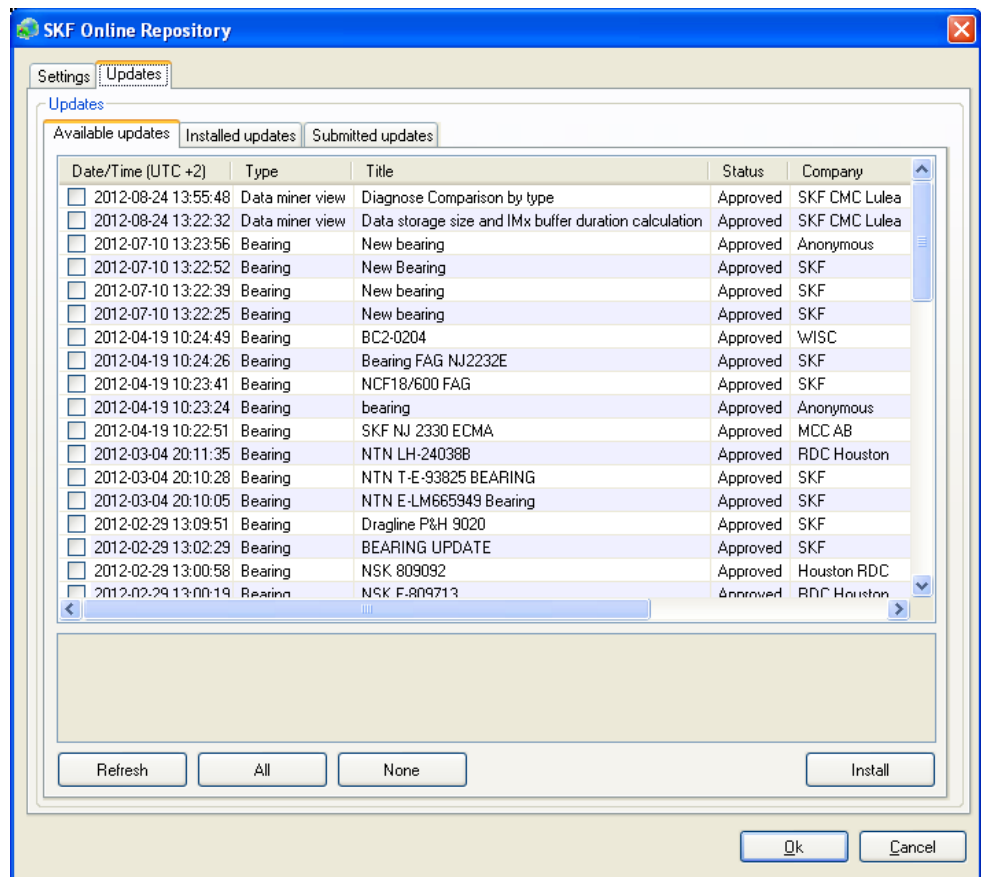 SKF Online Repository
Settings Updates
Updates
Available updates Installed updates Submitted updates
Date/Time (UTC +2) Type Title Status Company
2012-08-24 13:55:48 Data miner view Diagnose Comparison by type Approved SKF CMC Lulea
2012-08-24 13:22:32 Data miner view Data storage size and IMx buffer duration calculation Approved SKF CMC Lulea
2012-07-10 13:23:56 Bearing New bearing Approved Anonymous
2012-07-10 13:22:52 Bearing New Bearing Approved SKF
2012-07-10 13:22:39 Bearing New bearing Approved SKF
2012-07-10 13:22:25 Bearing New bearing Approved SKF
2012-04-19 10:24:49 Bearing BC2-0204 Approved WISC
2012-04-19 10:24:26 Bearing Bearing FAG NJ2232E Approved SKF
2012-04-19 10:23:41 Bearing NCF18/600 FAG Approved SKF
2012-04-19 10:23:24 Bearing bearing Approved Anonymous
2012-04-19 10:22:51 Bearing SKF NJ 2330 ECMA Approved MCC AB
2012-03-04 20:11:35 Bearing NTN LH-24038B Approved RDC Houston
2012-03-04 20:10:28 Bearing NTN T-E-93825 BEARING Approved SKF
2012-03-04 20:10:05 Bearing NTN E-LM665949 Bearing Approved SKF
2012-02-29 13:09:51 Bearing Dragline P&H 9020 Approved SKF
2012-02-29 13:02:29 Bearing BEARING UPDATE Approved SKF
2012-02-29 13:00:58 Bearing NSK 809092 Approved Houston RDC
2012-02-29 13:00:19 Bearing NSK F-809713 Approved RDC Houston
Refresh All None Install
Ok Cancel